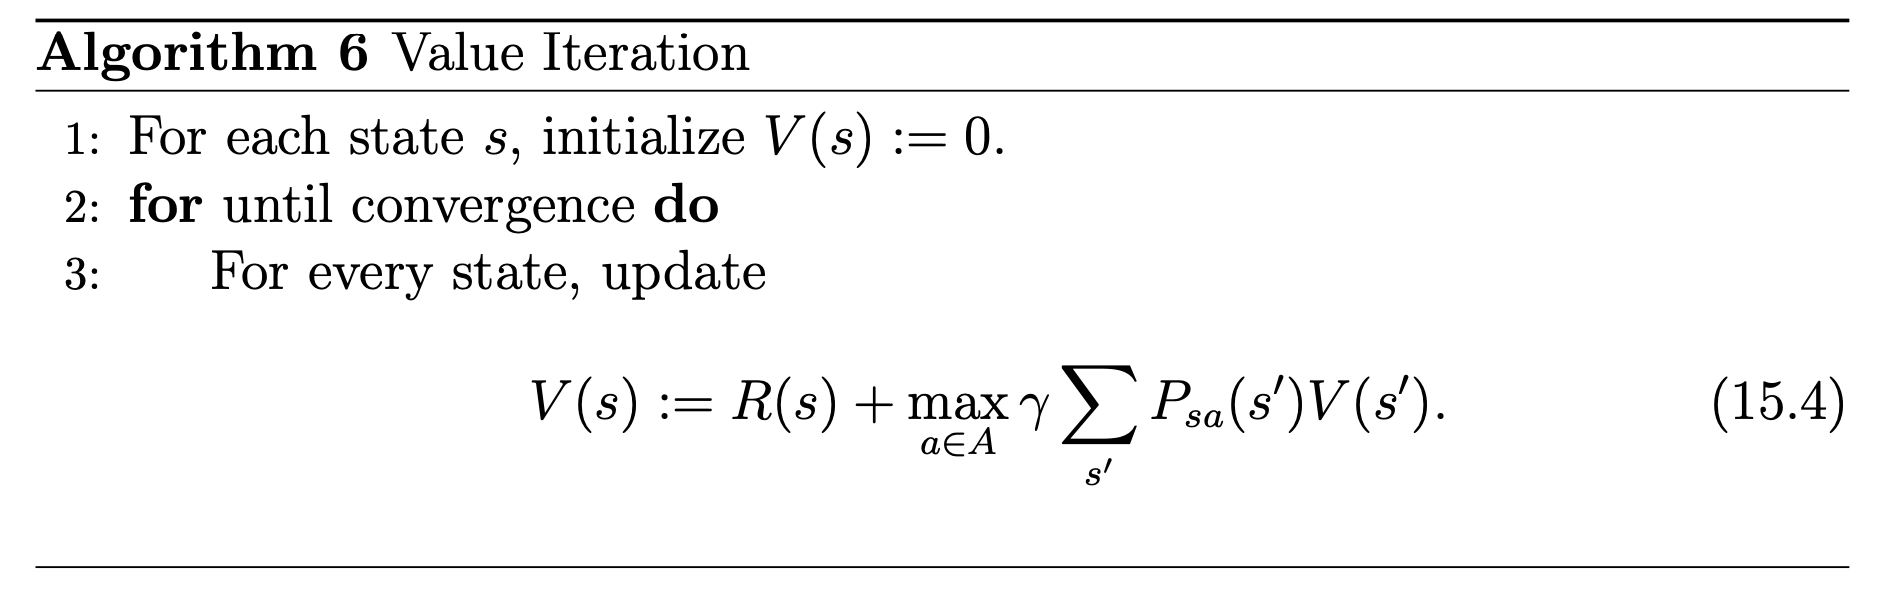 Algorithm 6 Value Iteration
1: For each state s, initialize V(s) := 0.
2: for until convergence do
3: For every state, update
V(s) := R(s) + max_{a∈A} γ ∑_{s′} P_{sa}(s′)V(s′). (15.4)